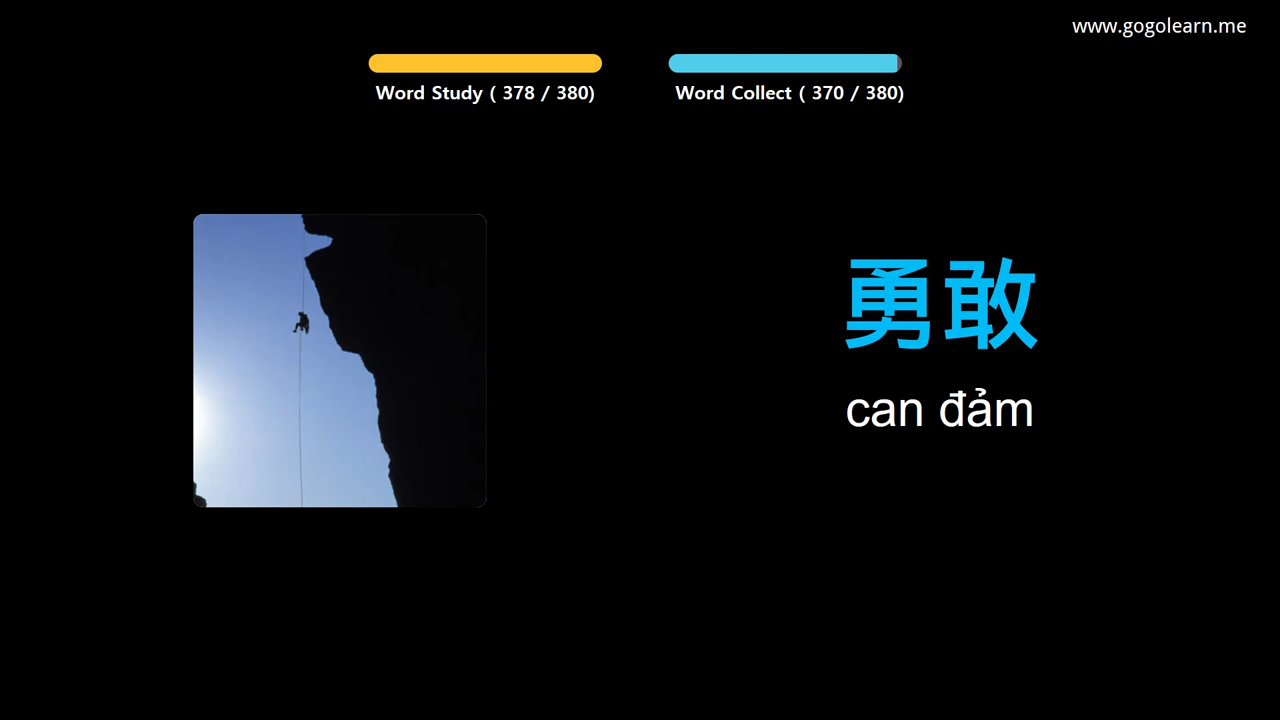 www.gogolearn.me
Word Study ( 378 / 380)
Word Collect ( 370 / 380)
勇敢
can đảm